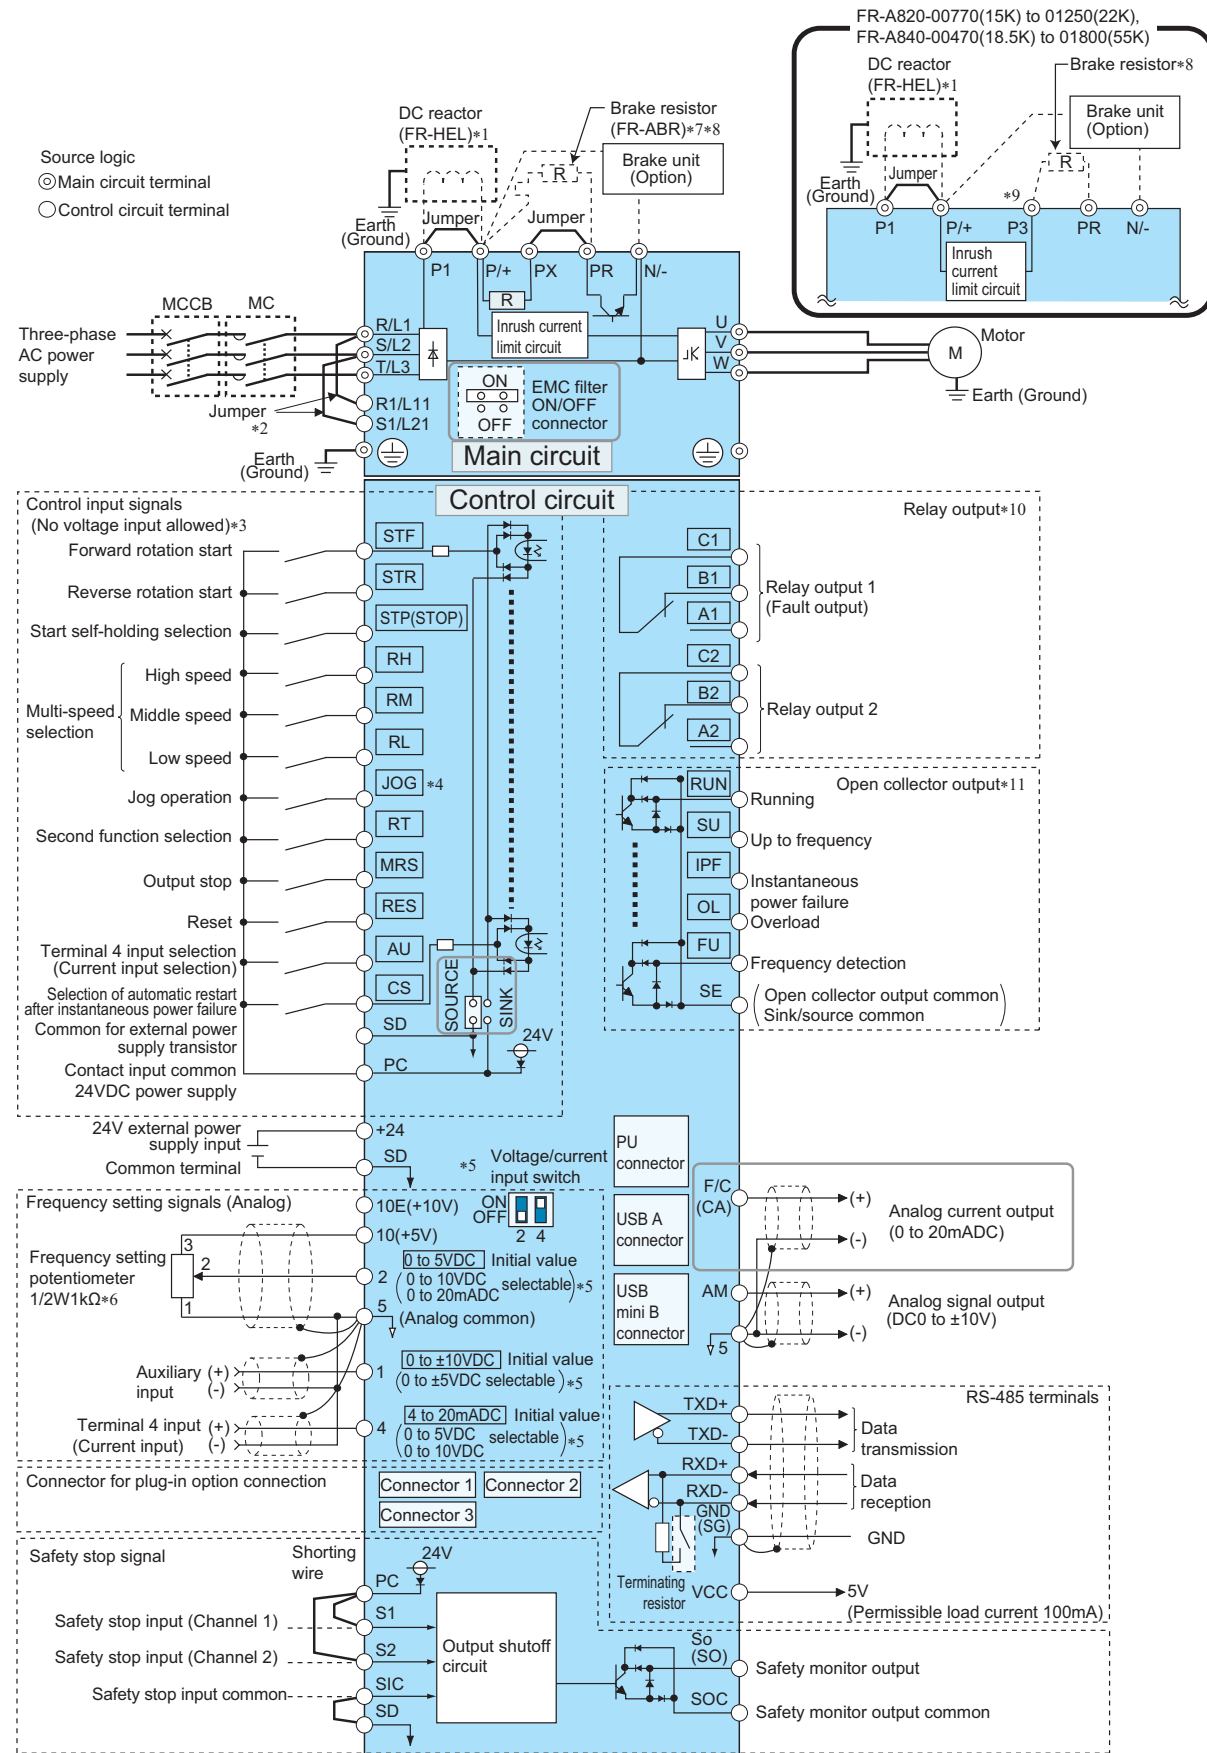 FR-A820-00770(15K) to 01250(22K),
FR-A840-00470(18.5K) to 01800(55K)
DC reactor
(FR-HEL)*1
Brake resistor*8
Brake unit
(Option)
R
Earth
(Ground)
Jumper
*9
P1
P/+
P3
PR
N/-
Inrush
current
limit circuit
Source logic
Main circuit terminal
Control circuit terminal
DC reactor
(FR-HEL)*1
Brake resistor
(FR-ABR)*7*8
Brake unit
(Option)
R
Earth
(Ground)
Jumper
Jumper
P1
P/+
PX
PR
N/-
R
Inrush current
limit circuit
MCCB
MC
Three-phase
AC power
supply
R/L1
S/L2
T/L3
R1/L11
S1/L21
Jumper
*2
Earth
(Ground)
ON
OFF
EMC filter
ON/OFF
connector
Main circuit
U
V
W
M
Motor
Earth (Ground)
Control circuit
Control input signals
(No voltage input allowed)*3
Forward rotation start
STF
Reverse rotation start
STR
Start self-holding selection
STP(STOP)
Multi-speed
selection
High speed
RH
Middle speed
RM
Low speed
RL
Jog operation
JOG
*4
Second function selection
RT
Output stop
MRS
Reset
RES
Terminal 4 input selection
(Current input selection)
AU
Selection of automatic restart
after instantaneous power failure
CS
Common for external power
supply transistor
SD
Contact input common
24VDC power supply
PC
SOURCE
SINK
24V
Relay output*10
C1
B1
A1
Relay output 1
(Fault output)
C2
B2
A2
Relay output 2
Open collector output*11
RUN
Running
SU
Up to frequency
IPF
Instantaneous
power failure
OL
Overload
FU
Frequency detection
SE
Open collector output common
Sink/source common
24V external power
supply input
+24
Common terminal
SD
*5
Voltage/current
input switch
ON
OFF
2 4
PU
connector
USB A
connector
USB
mini B
connector
Frequency setting signals (Analog)
10E(+10V)
10(+5V)
Frequency setting
potentiometer
1/2W1kΩ*6
3
2
1
2
0 to 5VDC Initial value
0 to 10VDC
0 to 20mADC
selectable
*5
5
(Analog common)
Auxiliary
input
(+)
(-)
1
0 to ±10VDC Initial value
0 to ±5VDC selectable
*5
Terminal 4 input
(Current input)
(+)
(-)
4
4 to 20mADC Initial value
0 to 5VDC
0 to 10VDC
selectable
*5
F/C
(CA)
(+)
(-)
Analog current output
(0 to 20mADC)
AM
(+)
(-)
5
Analog signal output
(DC0 to ±10V)
RS-485 terminals
TXD+
TXD-
Data
transmission
RXD+
RXD-
Data
reception
GND
(SG)
GND
Terminating
resistor
VCC
5V
(Permissible load current 100mA)
Connector for plug-in option connection
Connector 1
Connector 2
Connector 3
Safety stop signal
Shorting
wire
24V
PC
Safety stop input (Channel 1)
S1
Safety stop input (Channel 2)
S2
Safety stop input common
SIC
SD
Output shutoff
circuit
So
(SO)
Safety monitor output
SOC
Safety monitor output common